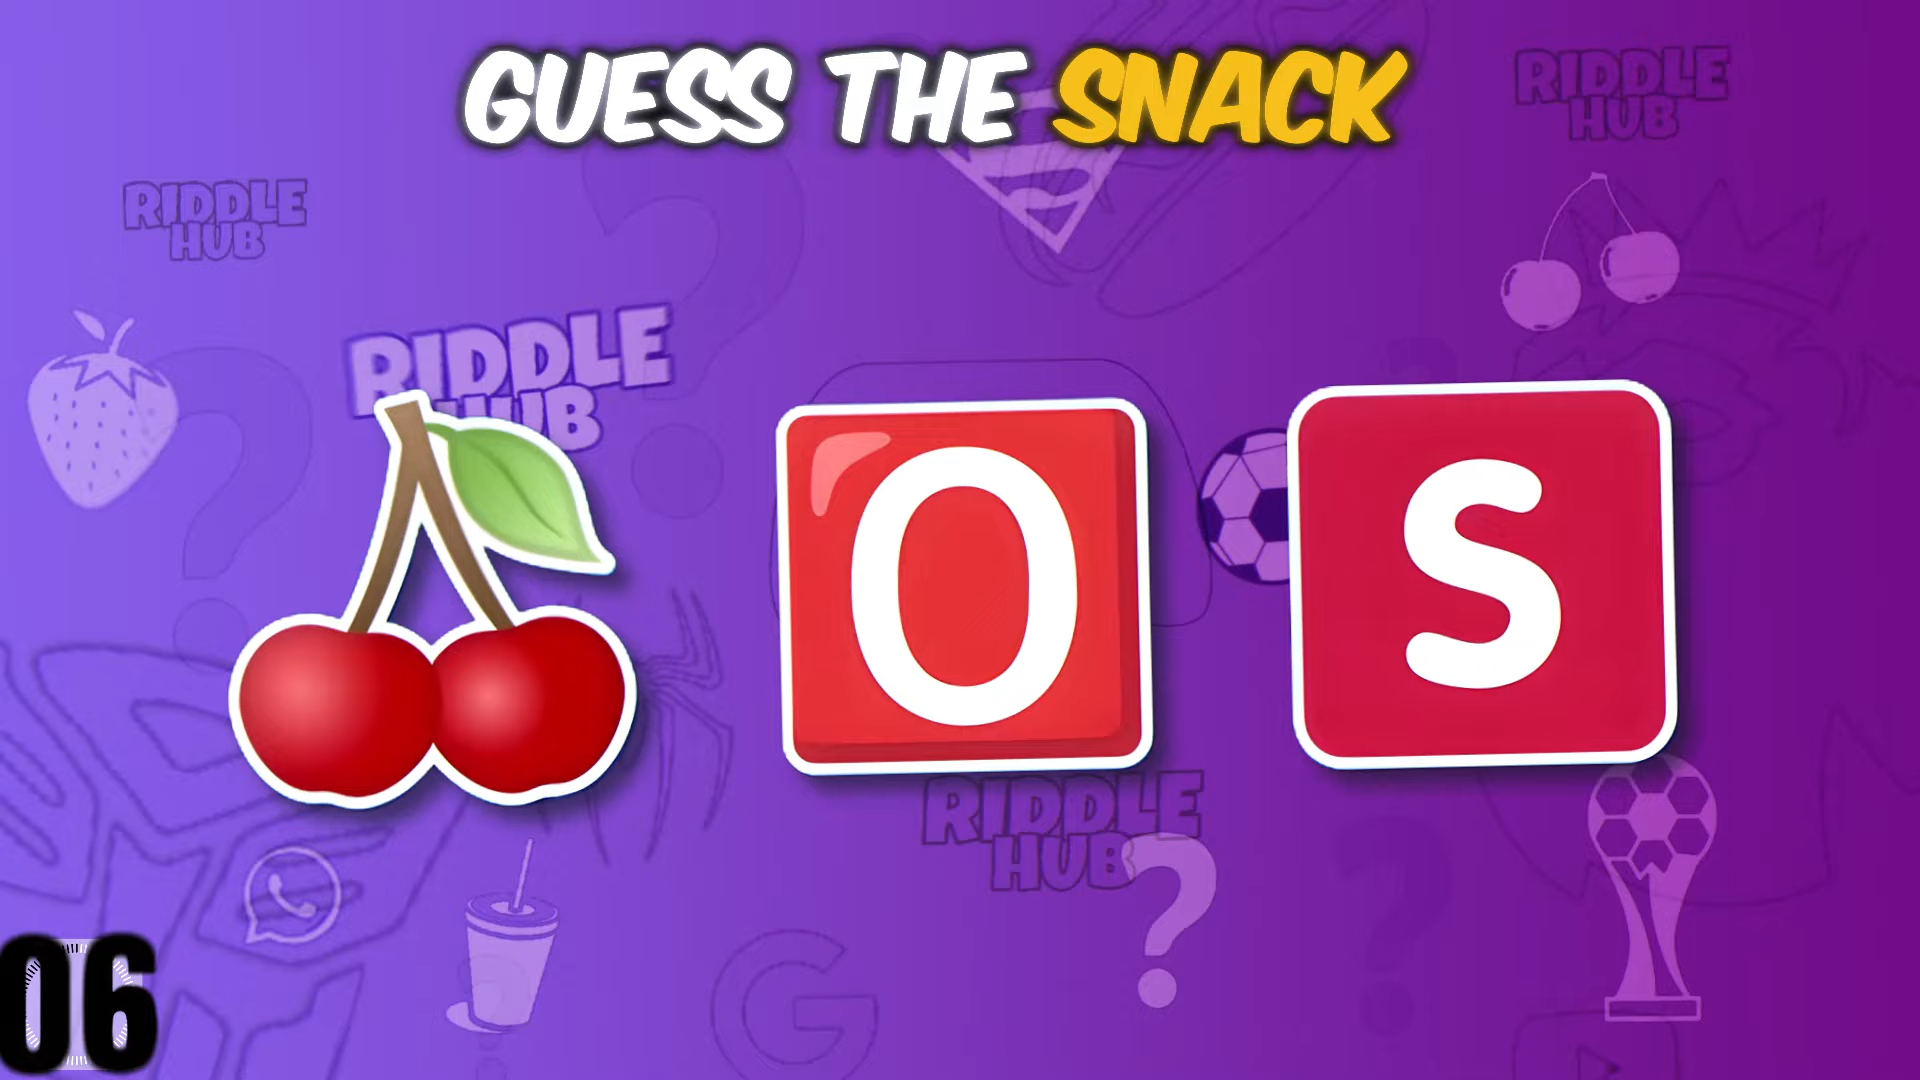 GUESS THE SNACK
RIDDLE
HUB
RIDDLE
HUB
RIDDLE
HUB
O
S
RIDDLE
HUB
?
G
06